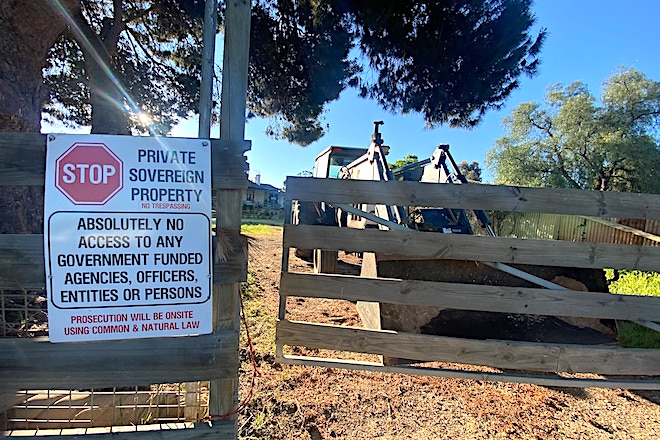 STOP
PRIVATE
SOVEREIGN
PROPERTY
NO TRESPASSING
ABSOLUTELY NO
ACCESS TO ANY
GOVERNMENT FUNDED
AGENCIES, OFFICERS,
ENTITIES OR PERSONS
PROSECUTION WILL BE ONSITE
USING COMMON & NATURAL LAW